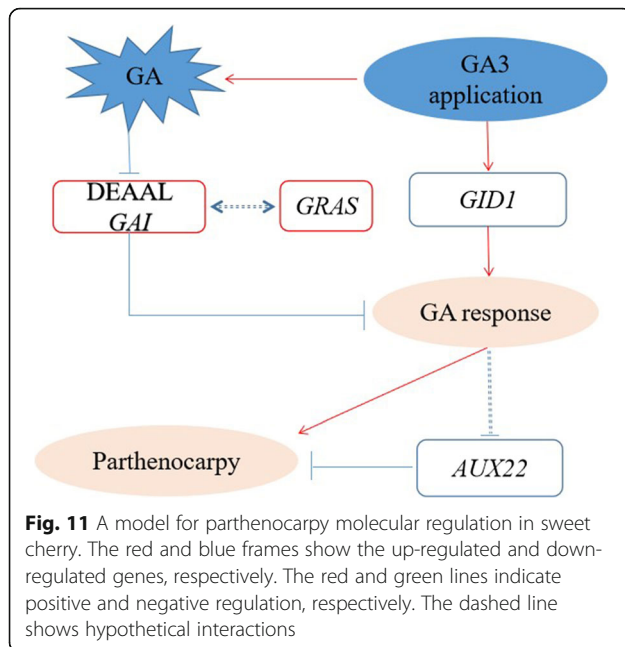 GA
GA3
application
DEAAL
GAI
GRAS
GID1
GA response
Parthenocarpy
AUX22
Fig. 11 A model for parthenocarpy molecular regulation in sweet
cherry. The red and blue frames show the up-regulated and down-
regulated genes, respectively. The red and green lines indicate
positive and negative regulation, respectively. The dashed line
shows hypothetical interactions